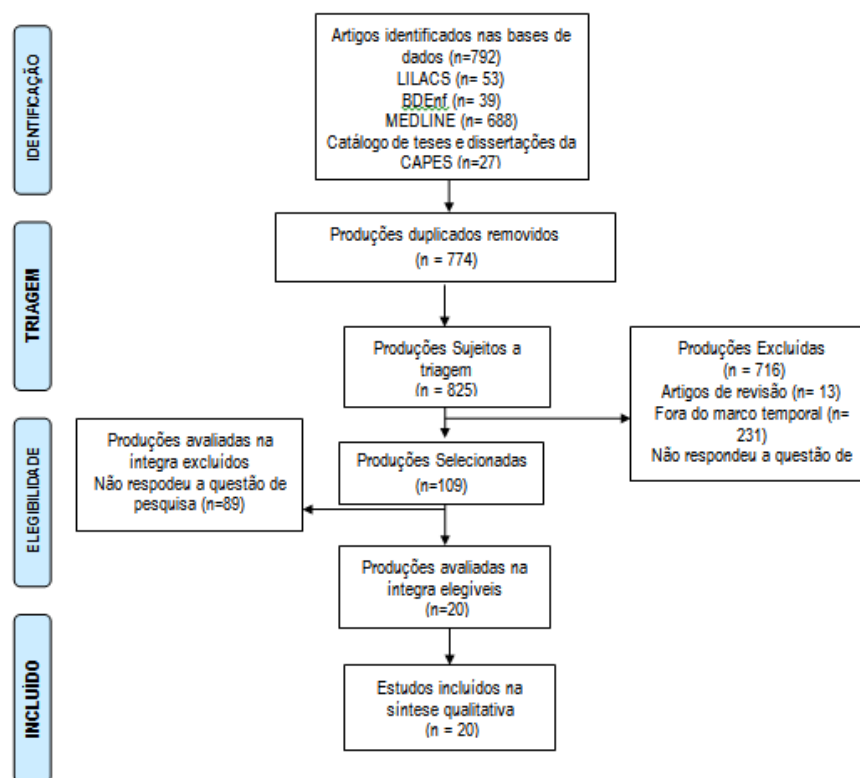 IDENTIFICAÇÃO
Artigos identificados nas bases de
dados (n=792)
LILACS (n= 53)
BDEnf (n= 39)
MEDLINE (n= 688)
Catálogo de teses e dissertações da
CAPES (n=27)
TRIAGEM
Produções duplicados removidos
(n = 774)
Produções Sujeitos a
triagem
(n = 825)
Produções Excluídas
(n = 716)
Artigos de revisão (n= 13)
Fora do marco temporal (n=
231)
Não respondeu a questão de
ELEGIBILIDADE
Produções avaliadas na
integra excluídos
Não respodeu a questão de
pesquisa (n=89)
Produções Selecionadas
(n=109)
Produções avaliadas na
integra elegíveis
(n=20)
INCLUÍDO
Estudos incluídos na
síntese qualitativa
(n = 20)